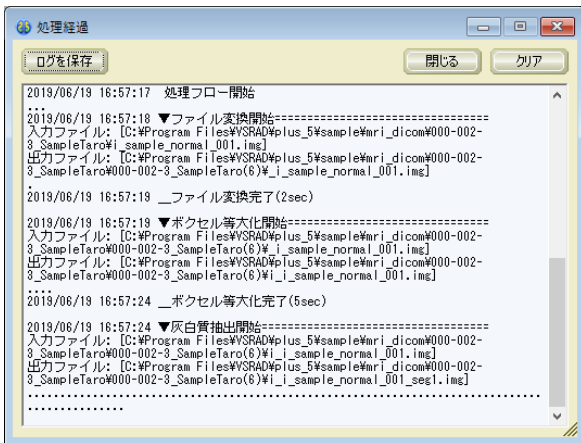 処理経過
ログを保存
閉じる
クリア
2019/06/19 16:57:17 処理フロー開始
...
2019/06/19 16:57:18 ▼ファイル変換開始=================================
入力ファイル: [C:¥Program Files¥VSRAD¥plus_5¥sample¥mri_dicom¥000-002-
3_SampleTaro¥i_sample_normal_001.img]
出力ファイル: [C:¥Program Files¥VSRAD¥plus_5¥sample¥mri_dicom¥000-002-
3_SampleTaro¥000-002-3_SampleTaro(6)¥_i_sample_normal_001.img]
.
2019/06/19 16:57:19 __ファイル変換完了(2sec)
2019/06/19 16:57:19 ▼ボクセル等大化開始===============================
入力ファイル: [C:¥Program Files¥VSRAD¥plus_5¥sample¥mri_dicom¥000-002-
3_SampleTaro¥000-002-3_SampleTaro(6)¥_i_sample_normal_001.img]
出力ファイル: [C:¥Program Files¥VSRAD¥plus_5¥sample¥mri_dicom¥000-002-
3_SampleTaro¥000-002-3_SampleTaro(6)¥i_i_sample_normal_001.img]
....
2019/06/19 16:57:24 __ボクセル等大化完了(5sec)
2019/06/19 16:57:24 ▼灰白質抽出開始===================================
入力ファイル: [C:¥Program Files¥VSRAD¥plus_5¥sample¥mri_dicom¥000-002-
3_SampleTaro¥000-002-3_SampleTaro(6)¥i_i_sample_normal_001.img]
出力ファイル: [C:¥Program Files¥VSRAD¥plus_5¥sample¥mri_dicom¥000-002-
3_SampleTaro¥000-002-3_SampleTaro(6)¥i_i_sample_normal_001_seg1.img]
................................................................................
...............